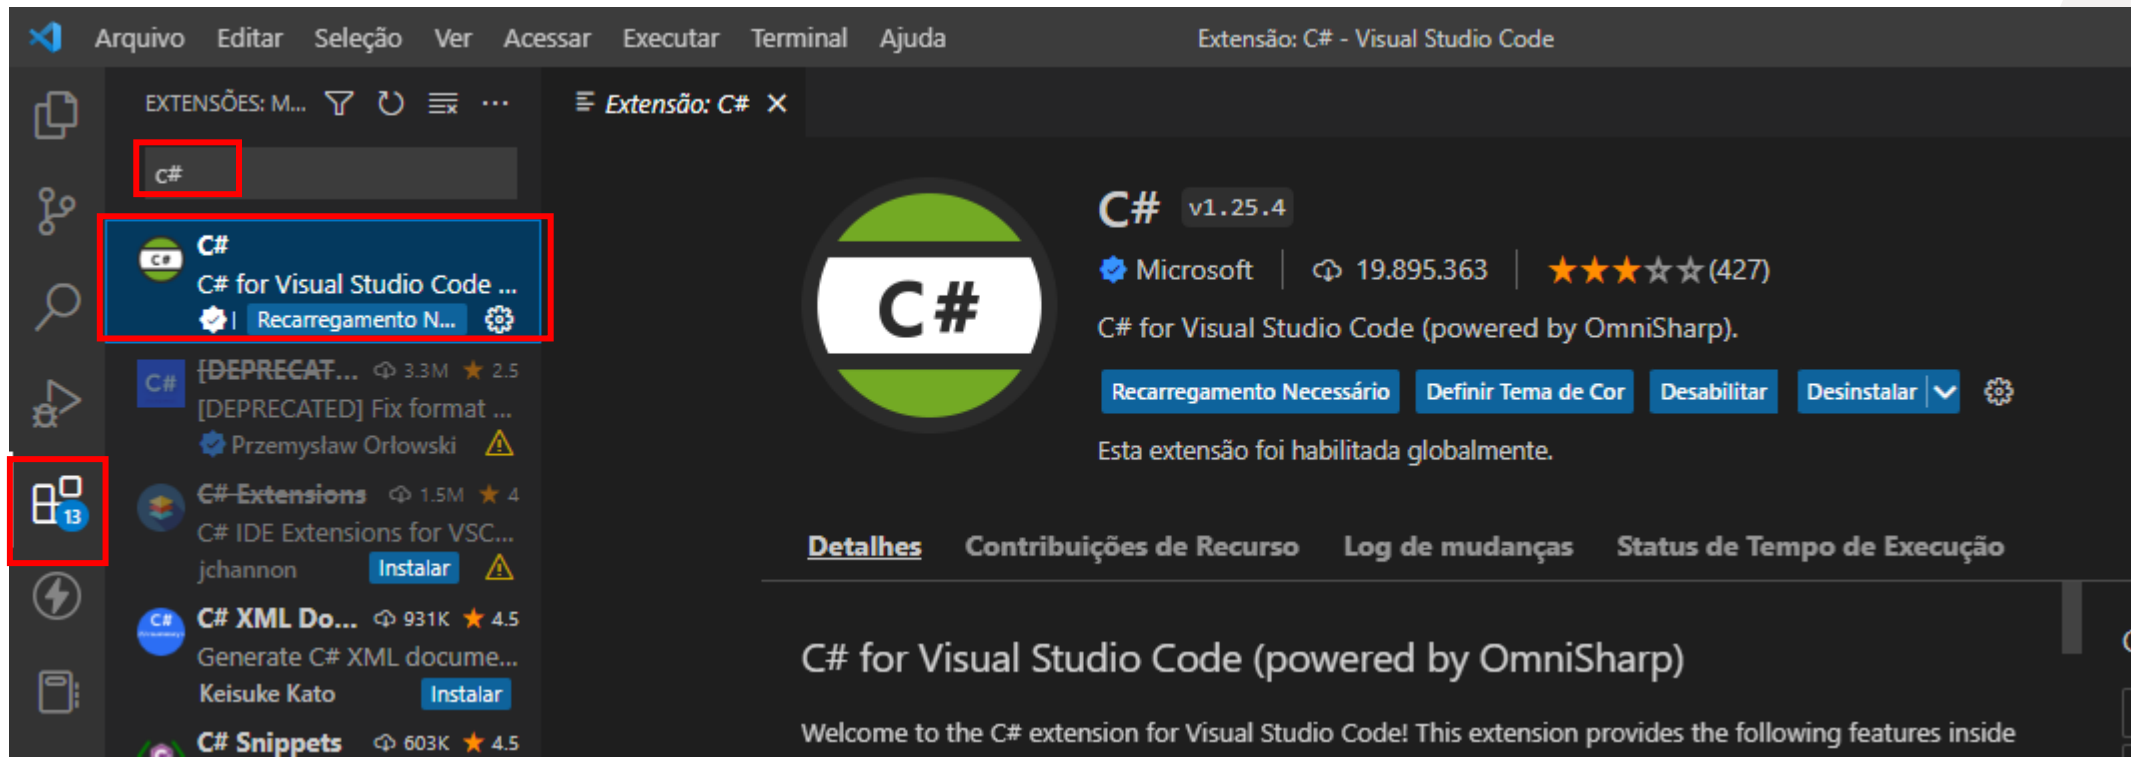 Arquivo Editar Seleção Ver Acessar Executar Terminal Ajuda Extensão: C# - Visual Studio Code
EXTENSÕES: M... ···
c#
C#
C# for Visual Studio Code ...
Recarregamento N...
[DEPRECAT... 3.3M ★ 2.5
[DEPRECATED] Fix format ...
Przemysław Orłowski
C# Extensions 1.5M ★ 4
C# IDE Extensions for VSC...
jchannon Instalar
C# XML Do... 931K ★ 4.5
Generate C# XML docume...
Keisuke Kato Instalar
C# Snippets 603K ★ 4.5
13
Extensão: C#
C#
C# v1.25.4
Microsoft 19.895.363 ★★★☆☆(427)
C# for Visual Studio Code (powered by OmniSharp).
Recarregamento Necessário Definir Tema de Cor Desabilitar Desinstalar
Esta extensão foi habilitada globalmente.
Detalhes Contribuições de Recurso Log de mudanças Status de Tempo de Execução
C# for Visual Studio Code (powered by OmniSharp)
Welcome to the C# extension for Visual Studio Code! This extension provides the following features inside